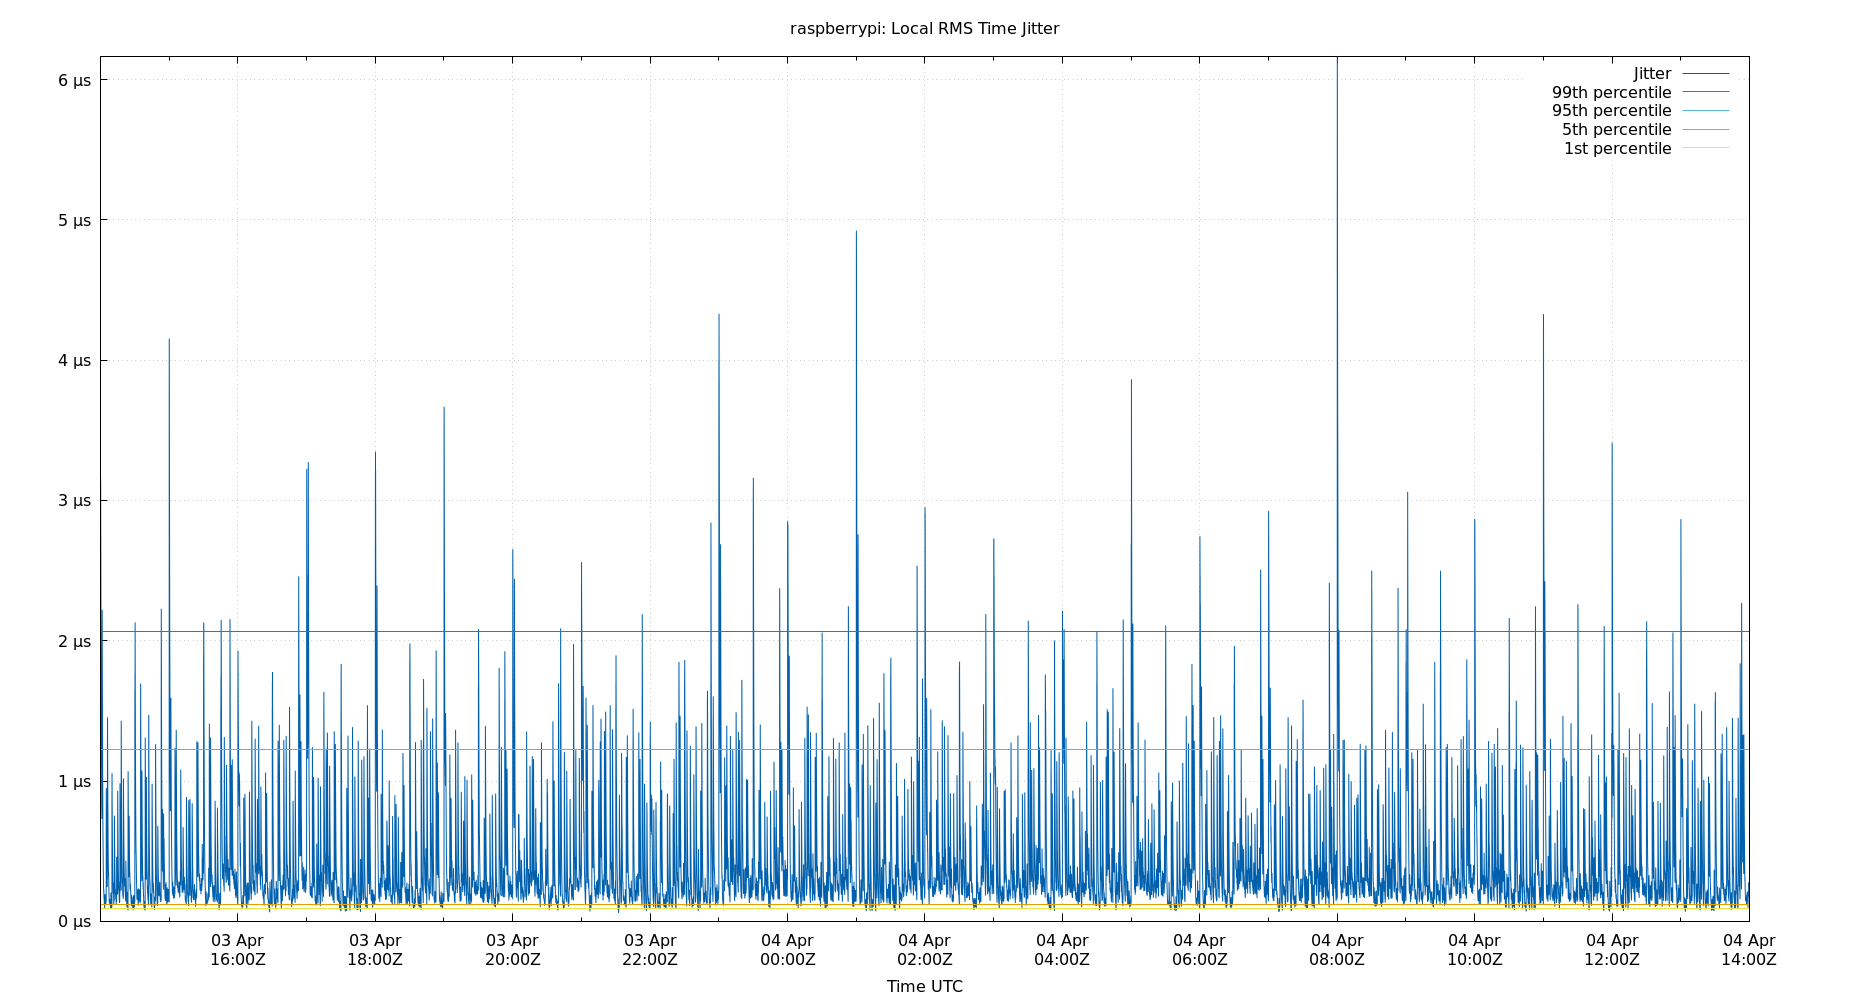 raspberrypi: Local RMS Time Jitter
6 µs
5 µs
4 µs
3 µs
2 µs
1 µs
0 µs
Jitter
99th percentile
95th percentile
5th percentile
1st percentile
03 Apr 03 Apr 03 Apr 03 Apr 04 Apr 04 Apr 04 Apr 04 Apr 04 Apr 04 Apr 04 Apr 04 Apr
16:00Z 18:00Z 20:00Z 22:00Z 00:00Z 02:00Z 04:00Z 06:00Z 08:00Z 10:00Z 12:00Z 14:00Z
Time UTC